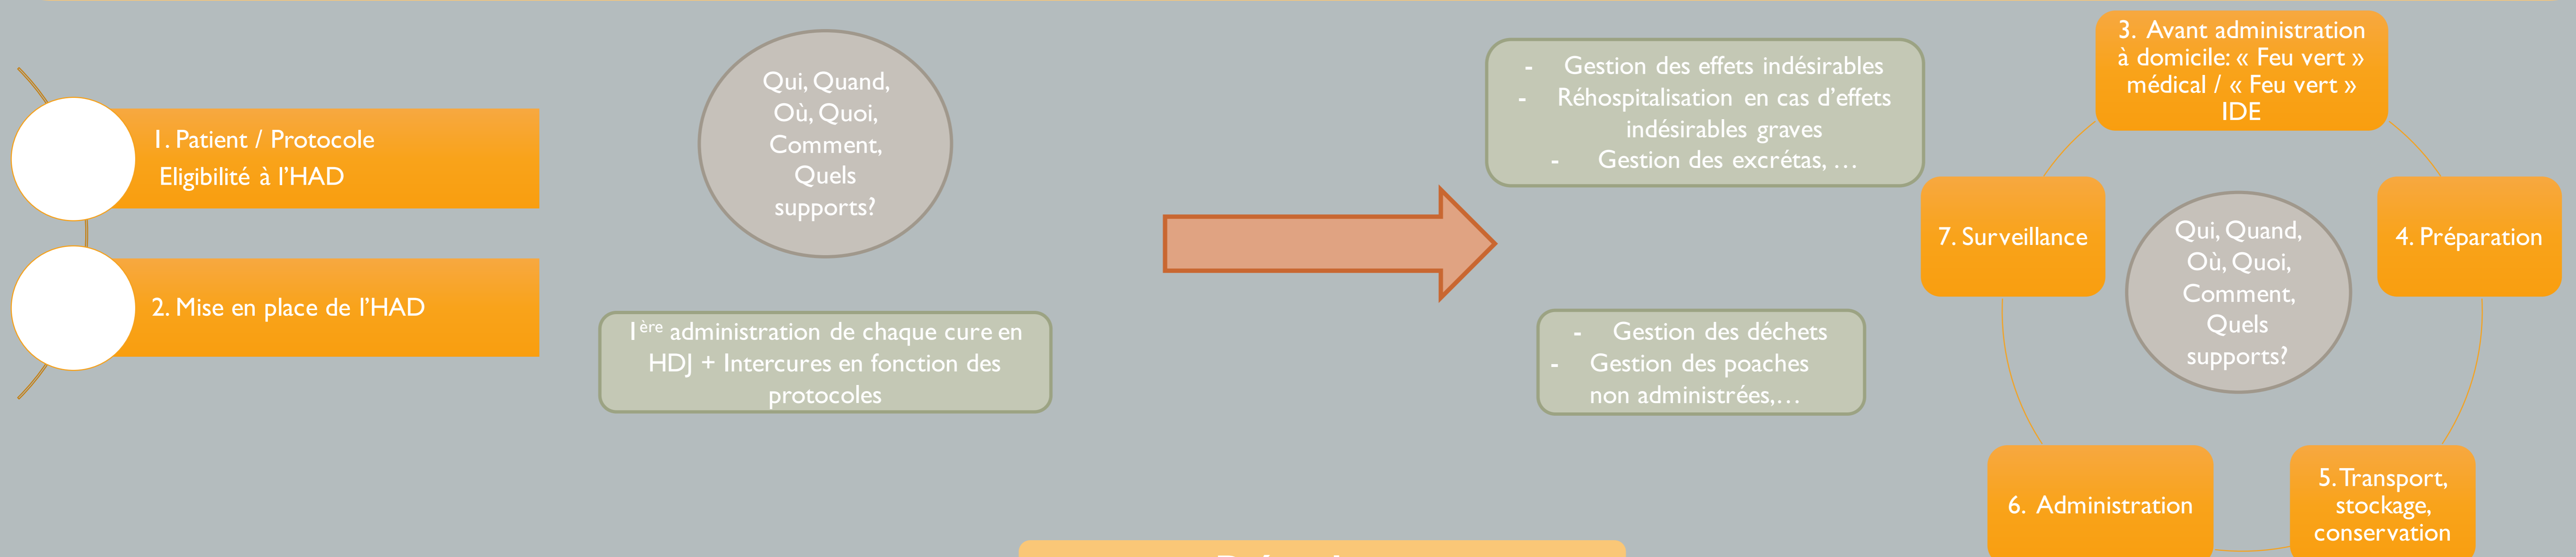 1. Patient / Protocole
Eligibilité à l’HAD
2. Mise en place de l’HAD
Qui, Quand,
Où, Quoi,
Comment,
Quels
supports?
1ère administration de chaque cure en
HDJ + Intercures en fonction des
protocoles
- Gestion des effets indésirables
- Réhospitalisation en cas d’effets
indésirables graves
- Gestion des excrétas, …
- Gestion des déchets
- Gestion des poaches
non administrées,…
3. Avant administration
à domicile: « Feu vert »
médical / « Feu vert »
IDE
4. Préparation
5. Transport,
stockage,
conservation
6. Administration
7. Surveillance
Qui, Quand,
Où, Quoi,
Comment,
Quels
supports?